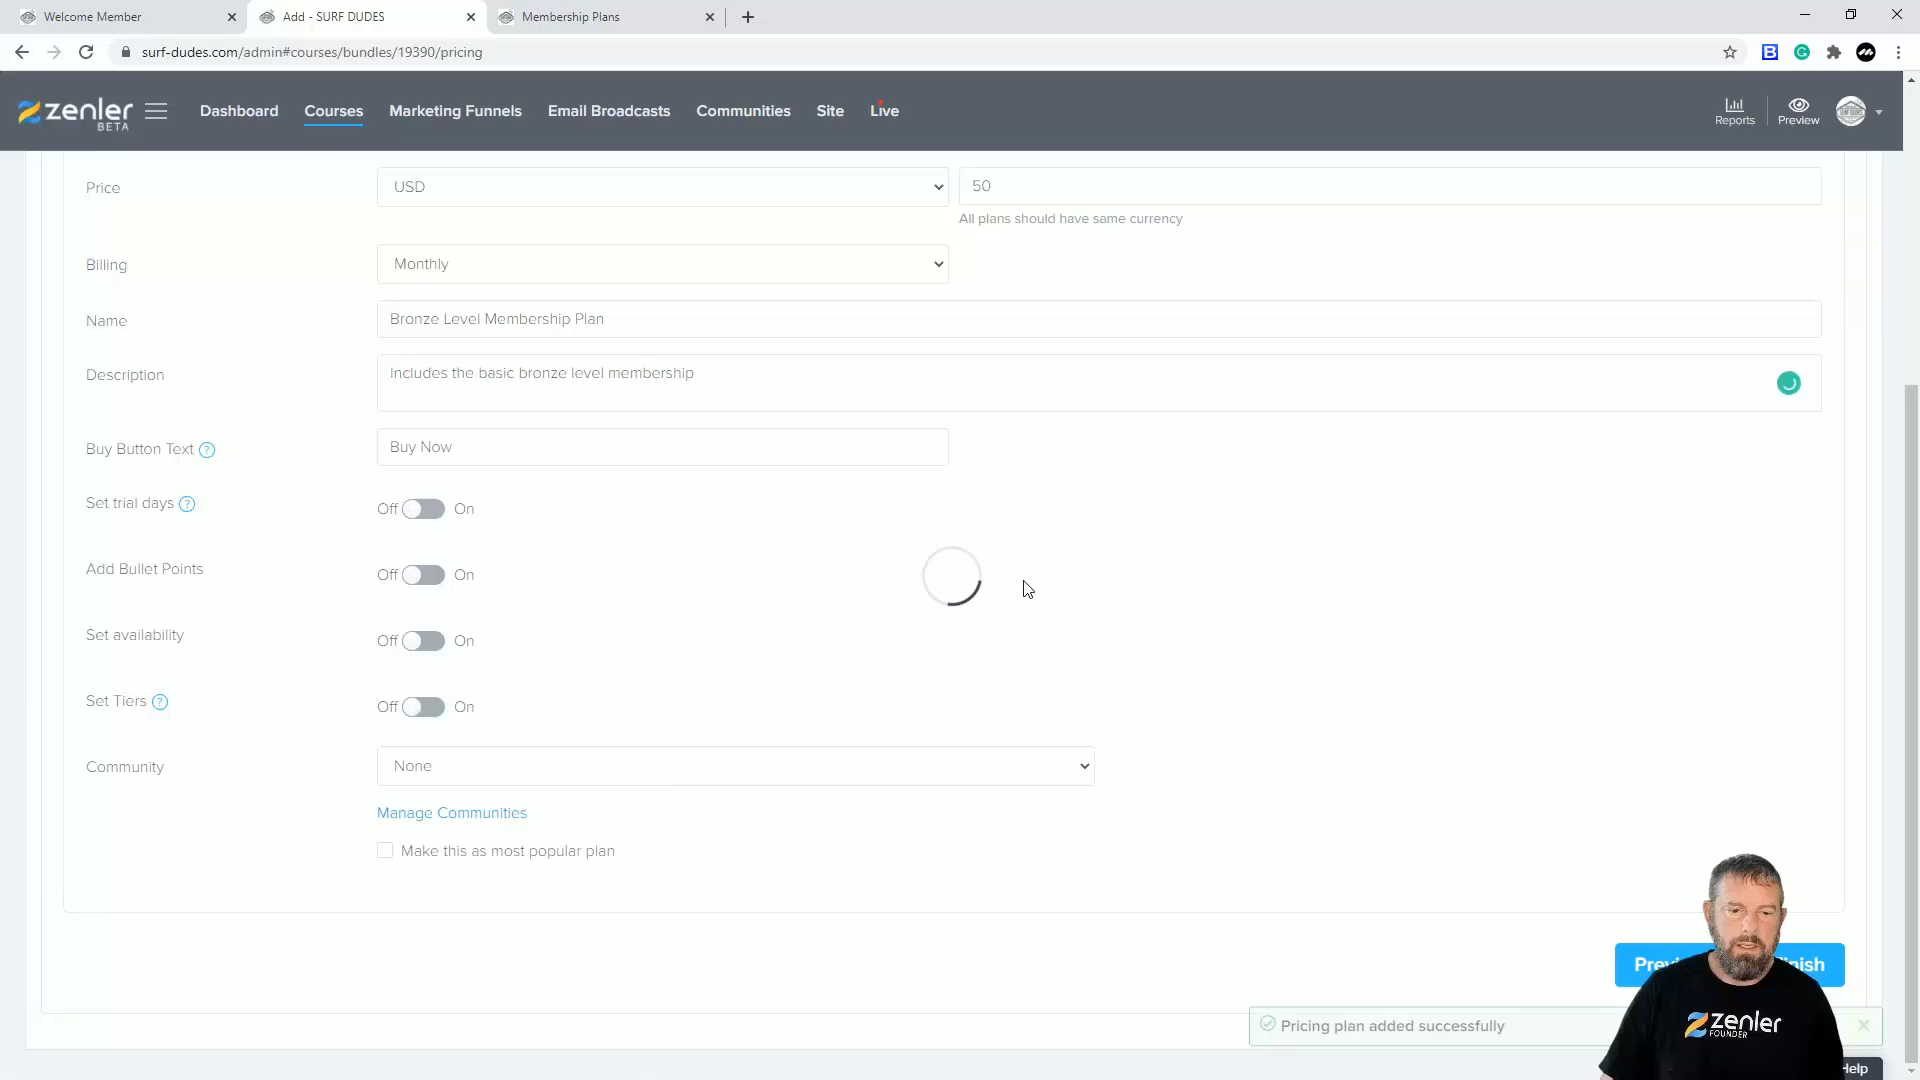 Welcome Member
Add - SURF DUDES
Membership Plans
surf-dudes.com/admin#courses/bundles/19390/pricing
zenler
BETA
Dashboard
Courses
Marketing Funnels
Email Broadcasts
Communities
Site
Live
Reports
Preview
Price
USD
50
All plans should have same currency
Billing
Monthly
Name
Bronze Level Membership Plan
Description
Includes the basic bronze level membership
Buy Button Text ?
Buy Now
Set trial days ?
Off On
Add Bullet Points
Off On
Set availability
Off On
Set Tiers ?
Off On
Community
None
Manage Communities
Make this as most popular plan
Pricing plan added successfully
zenler
FOUNDER
Help